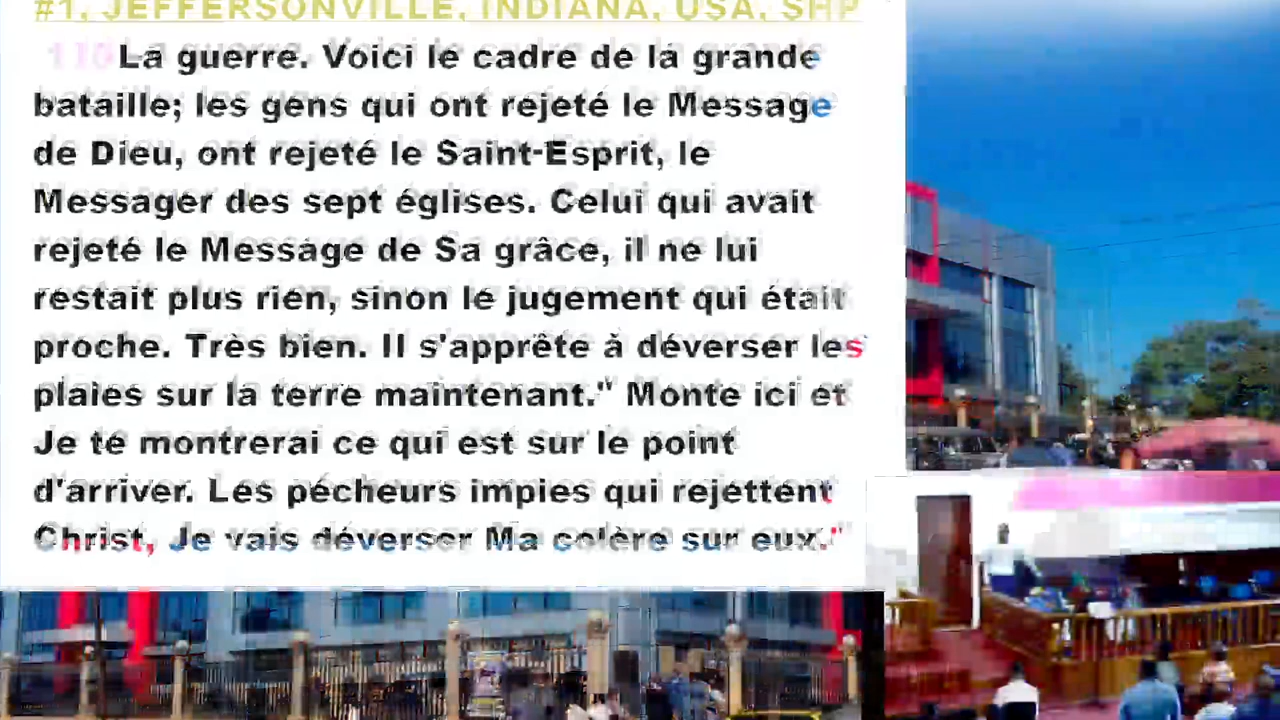 #1, JEFFERSONVILLE, INDIANA, USA, SHP
110 La guerre. Voici le cadre de la grande
bataille; les gens qui ont rejeté le Message
de Dieu, ont rejeté le Saint-Esprit, le
Messager des sept églises. Celui qui avait
rejeté le Message de Sa grâce, il ne lui
restait plus rien, sinon le jugement qui était
proche. Très bien. Il s'apprête à déverser les
plaies sur la terre maintenant." Monte ici et
Je te montrerai ce qui est sur le point
d'arriver. Les pécheurs impies qui rejettent
Christ, Je vais déverser Ma colère sur eux."